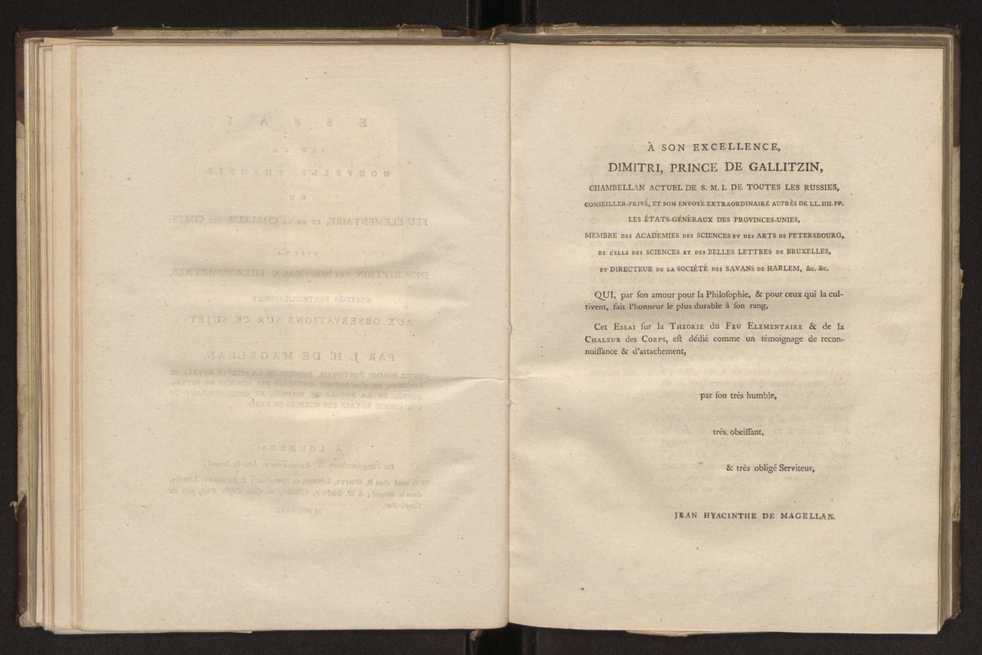 À SON EXCELLENCE,
DIMITRI, PRINCE DE GALLITZIN,
CHAMBELLAN ACTUEL DE S. M. I. DE TOUTES LES RUSSIES,
CONSEILLER-PRIVÉ, ET SON ENVOYÉ EXTRAORDINAIRE AUPRÈS DE LL. HH. PP.
LES ÉTATS-GÉNÉRAUX DES PROVINCES-UNIES,
MEMBRE DES ACADEMIES DES SCIENCES ET DES ARTS DE PETERSBOURG,
DE CELLE DES SCIENCES ET DES BELLES LETTRES DE BRUXELLES,
ET DIRECTEUR DE LA SOCIÉTÉ DES SAVANS DE HARLEM, &c. &c.
QUI, par ſon amour pour la Philoſophie, & pour ceux qui la cul-
tivent, fait l'honneur le plus durable à ſon rang,
Cet ESSAI ſur la THEORIE du FEU ELEMENTAIRE & de la
CHALEUR des CORPS, eſt dédié comme un témoignage de recon-
noiſſance & d'attachement,
par ſon trés humble,
trés. obeiſſant,
& très obligé Serviteur,
JEAN HYACINTHE DE MAGELLAN.